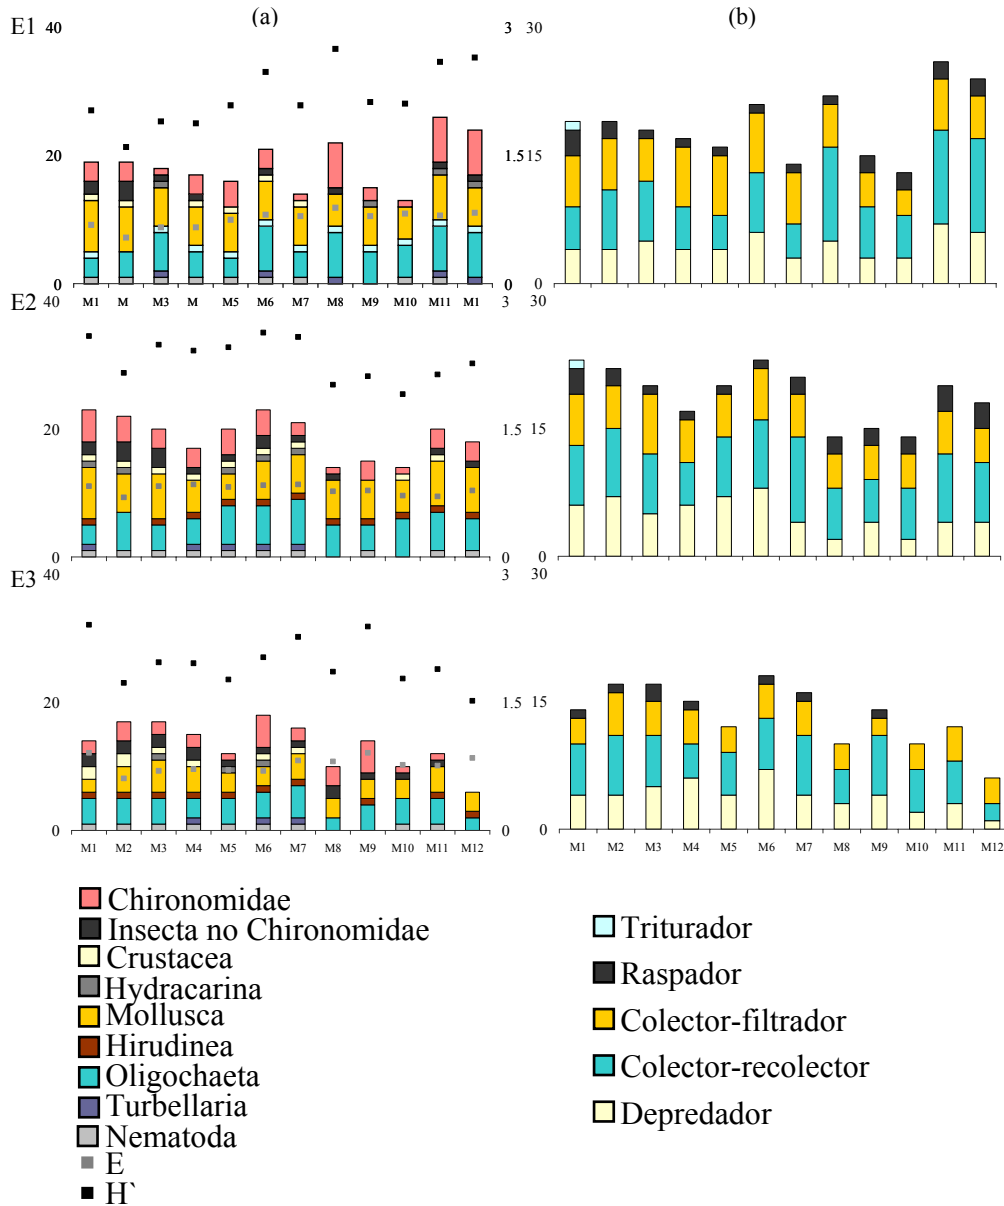 E1 40 (a) 3 (b) 30
20 1.5 15
0 0 0
M1 M M3 M M5 M6 M7 M8 M9 M10 M11 M1
E2 40 3 30
20 1.5 15
0 0 0
E3 40 3 30
20 1.5 15
0 0 0
M1 M2 M3 M4 M5 M6 M7 M8 M9 M10 M11 M12 M1 M2 M3 M4 M5 M6 M7 M8 M9 M10 M11 M12
Chironomidae
Insecta no Chironomidae
Crustacea
Hydracarina
Mollusca
Hirudinea
Oligochaeta
Turbellaria
Nematoda
E
H`
Triturador
Raspador
Colector-filtrador
Colector-recolector
Depredador